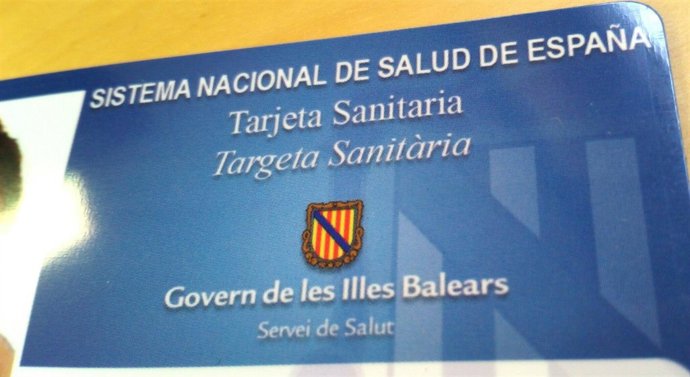 SISTEMA NACIONAL DE SALUD DE ESPAÑA
Tarjeta Sanitaria
Targeta Sanitària
Govern de les Illes Balears
Servei de Salut